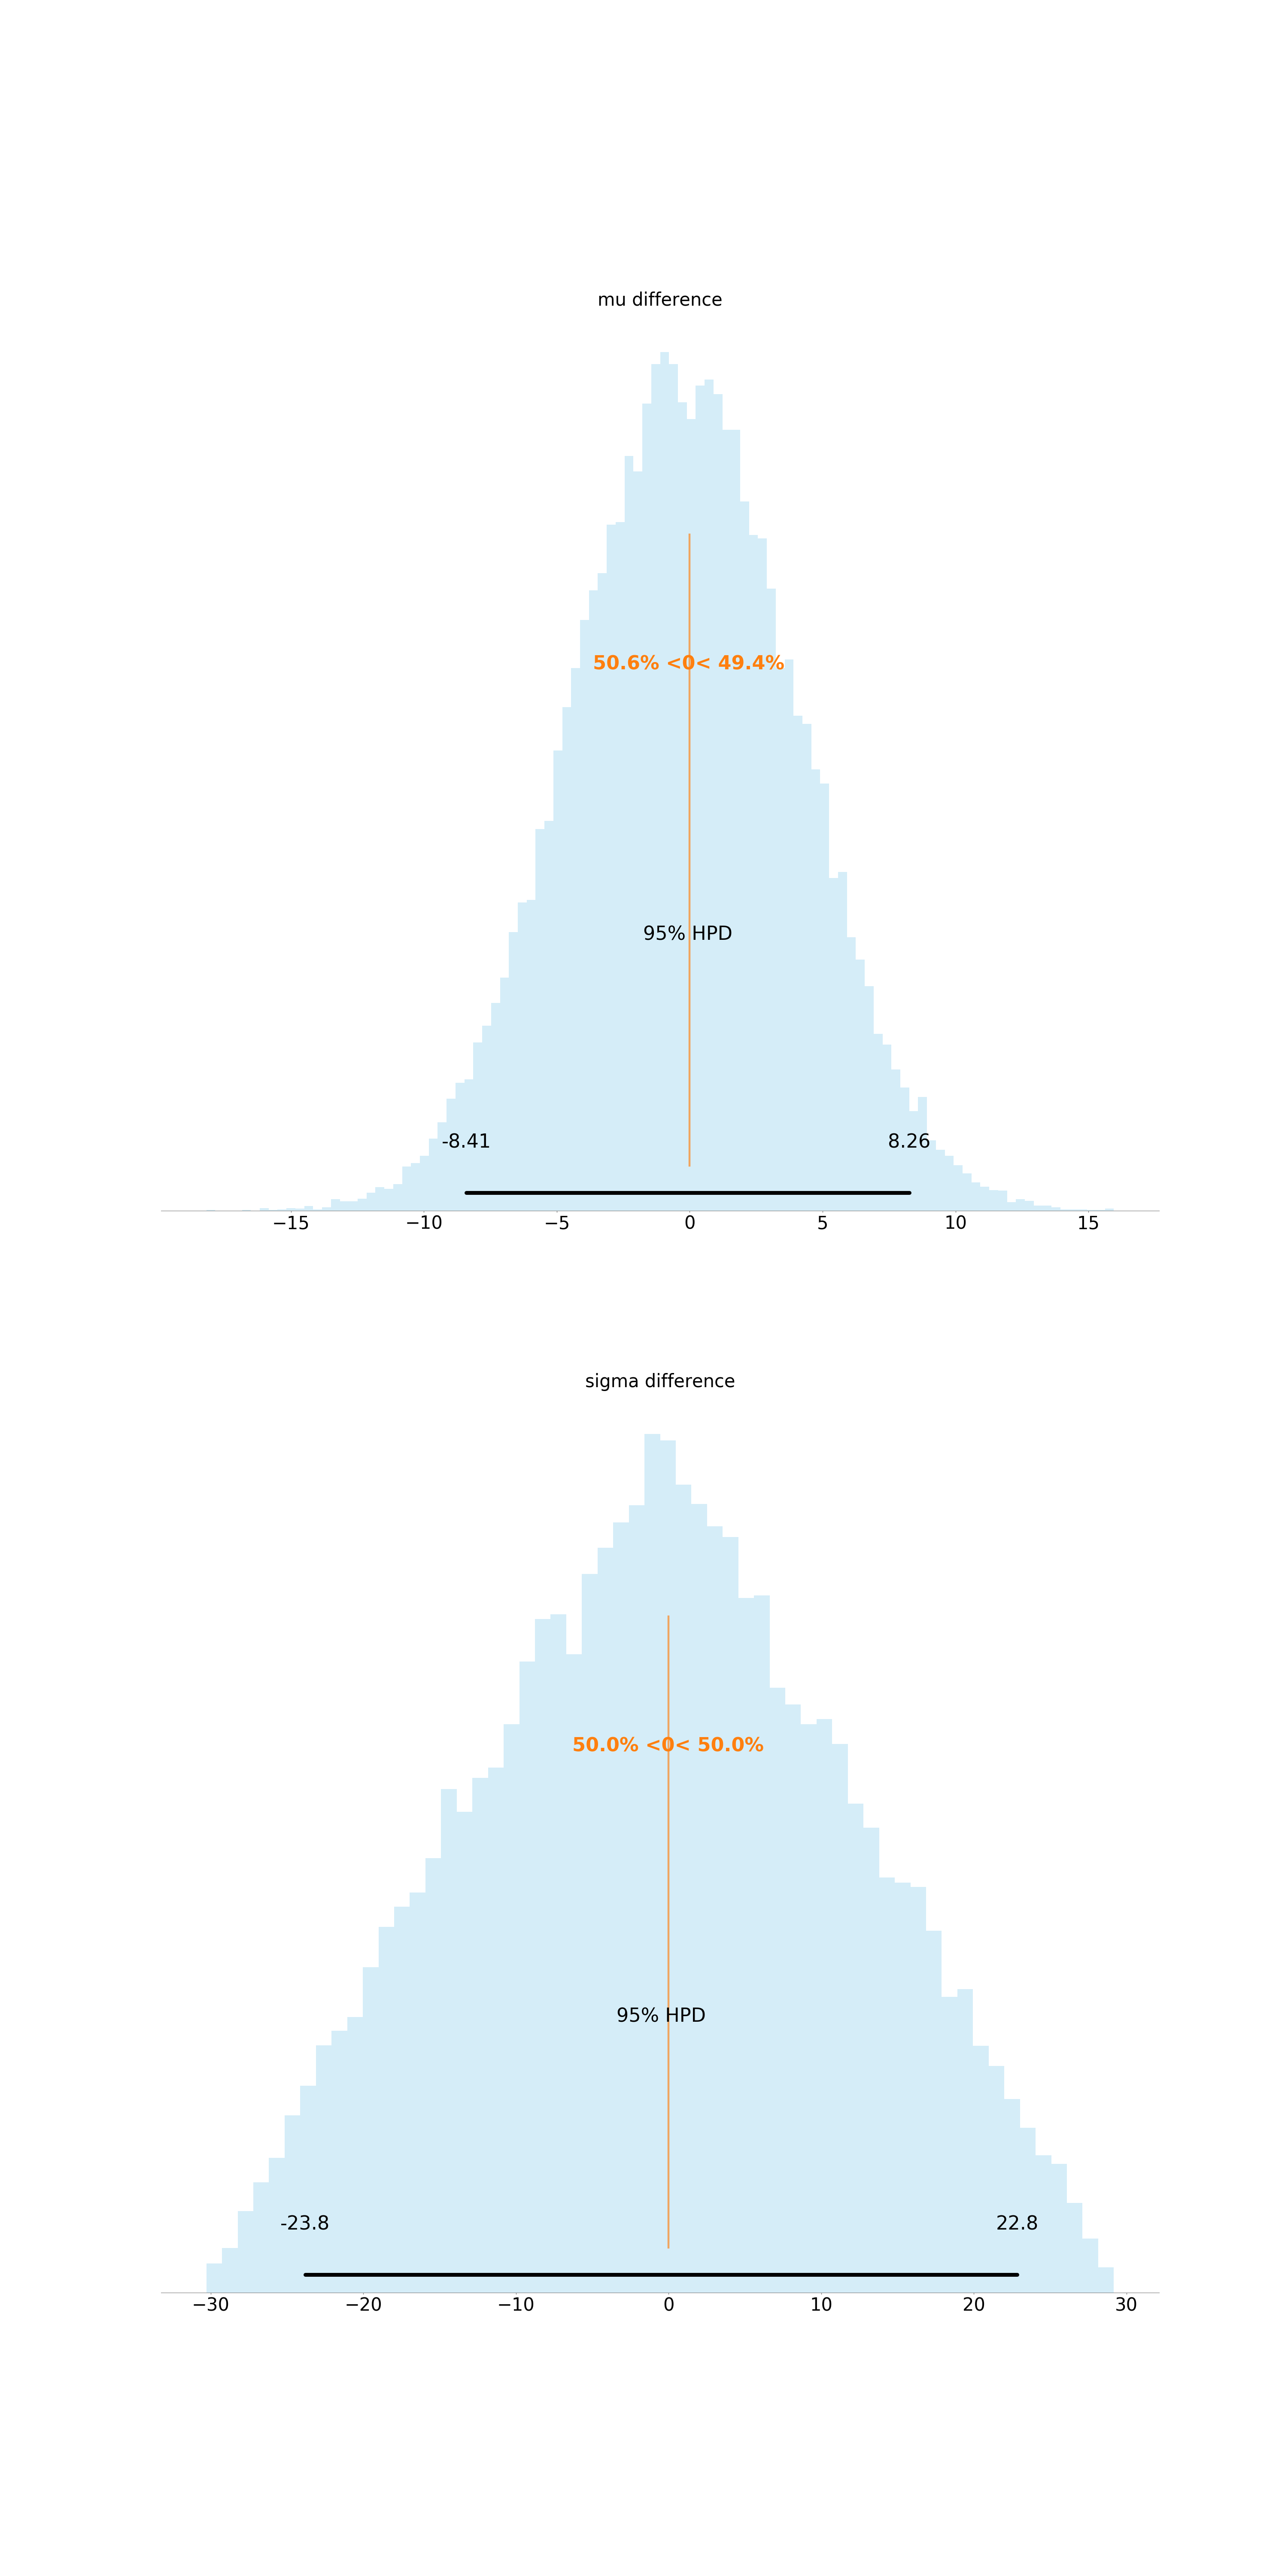 mu difference
50.6% <0< 49.4%
95% HPD
-8.41 8.26
−15 −10 −5 0 5 10 15
sigma difference
50.0% <0< 50.0%
95% HPD
-23.8 22.8
−30 −20 −10 0 10 20 30